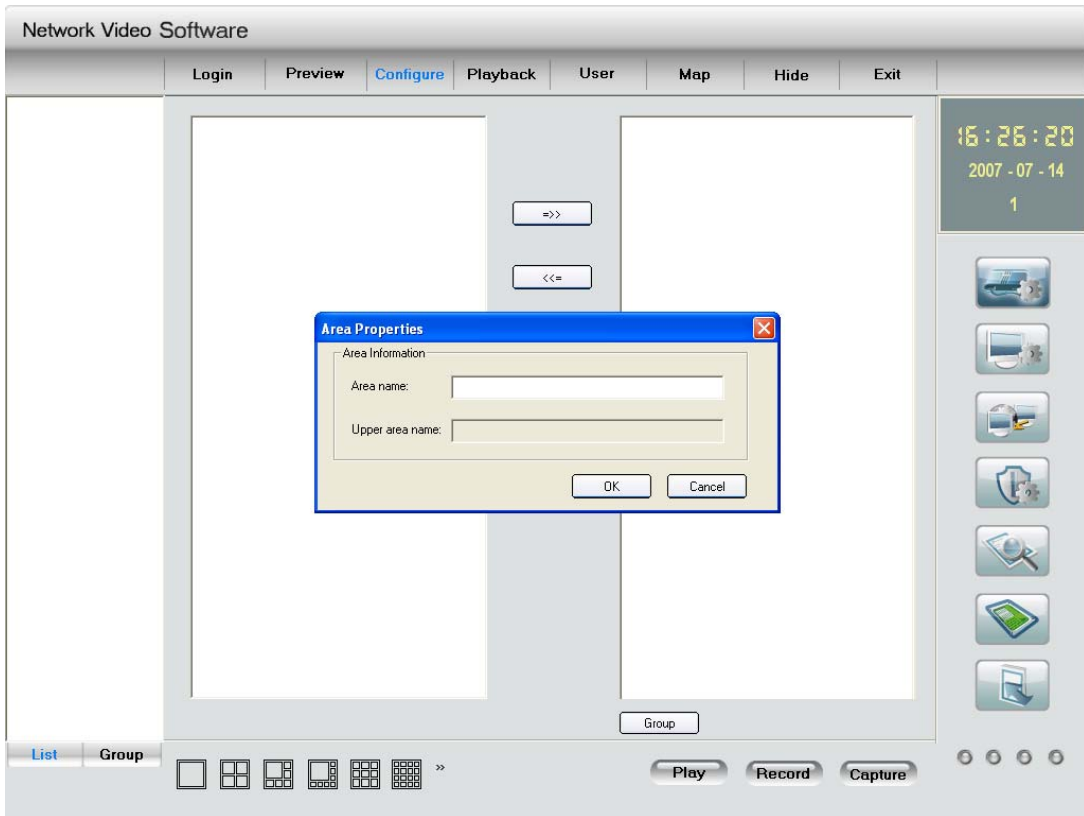 Network Video Software
Login Preview Configure Playback User Map Hide Exit
16:26:20
2007 - 07 - 14
1
=>>
<<=
Area Properties
Area Information
Area name:
Upper area name:
OK Cancel
Group
List Group
»
Play Record Capture